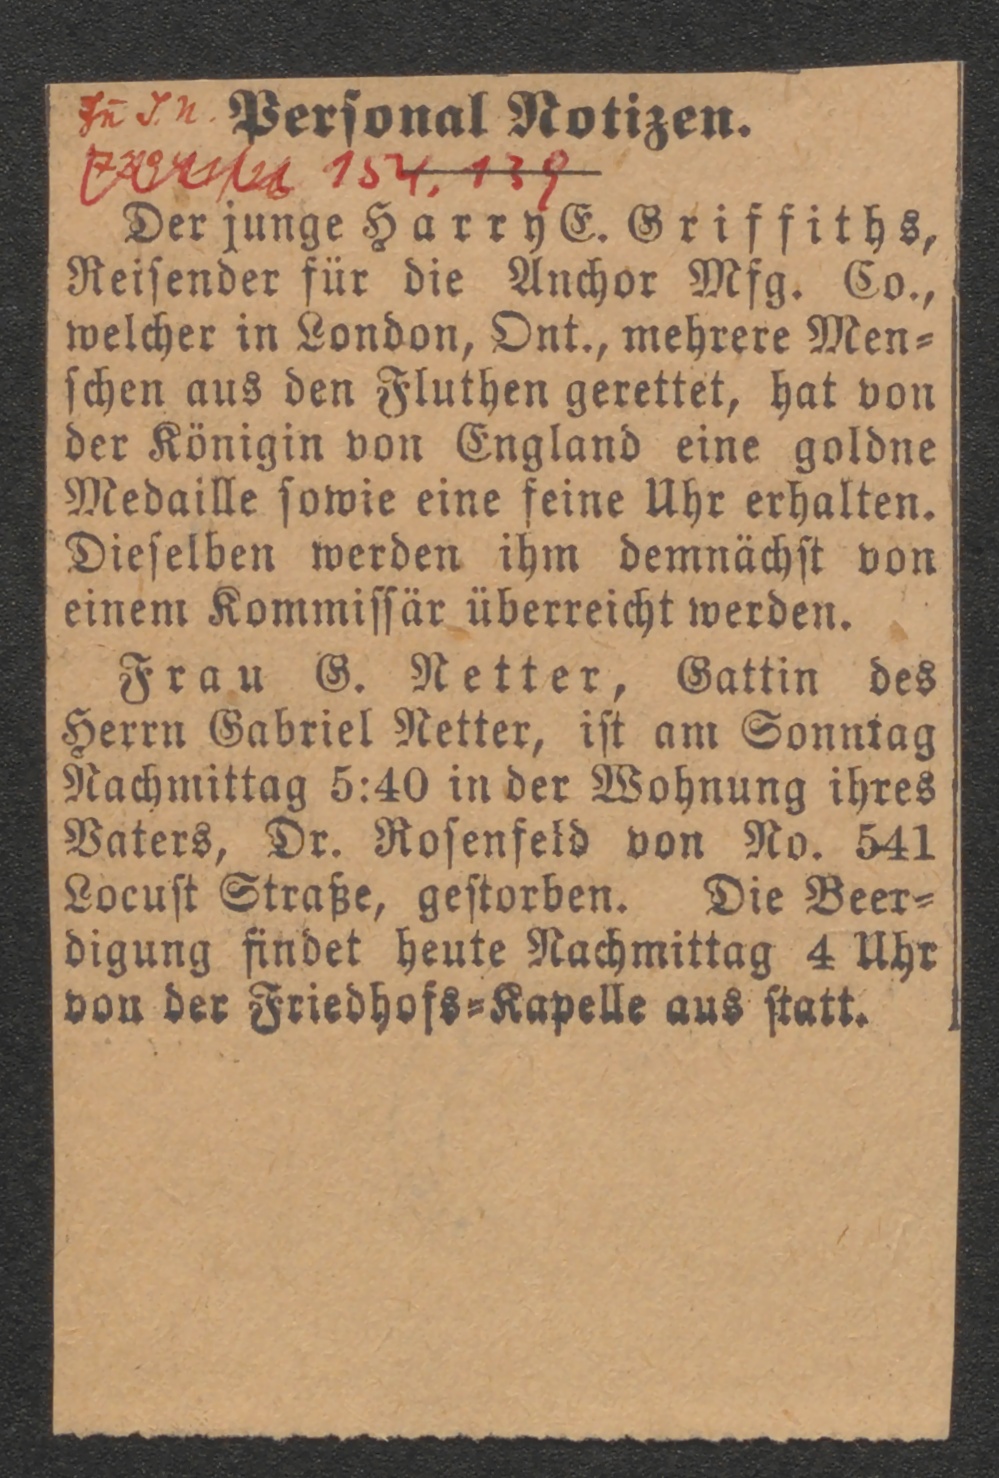 Zu I.N. Personal Notizen.
154.139
Der junge Harry E. Griffiths,
Reisender für die Anchor Mfg. Co.,
welcher in London, Ont., mehrere Men-
schen aus den Fluthen gerettet, hat von
der Königin von England eine goldne
Medaille sowie eine feine Uhr erhalten.
Dieselben werden ihm demnächst von
einem Kommissär überreicht werden.
Frau G. Netter, Gattin des
Herrn Gabriel Netter, ist am Sonntag
Nachmittag 5:40 in der Wohnung ihres
Vaters, Dr. Rosenfeld von No. 541
Locust Straße, gestorben. Die Beer-
digung findet heute Nachmittag 4 Uhr
von der Friedhofs-Kapelle aus statt.